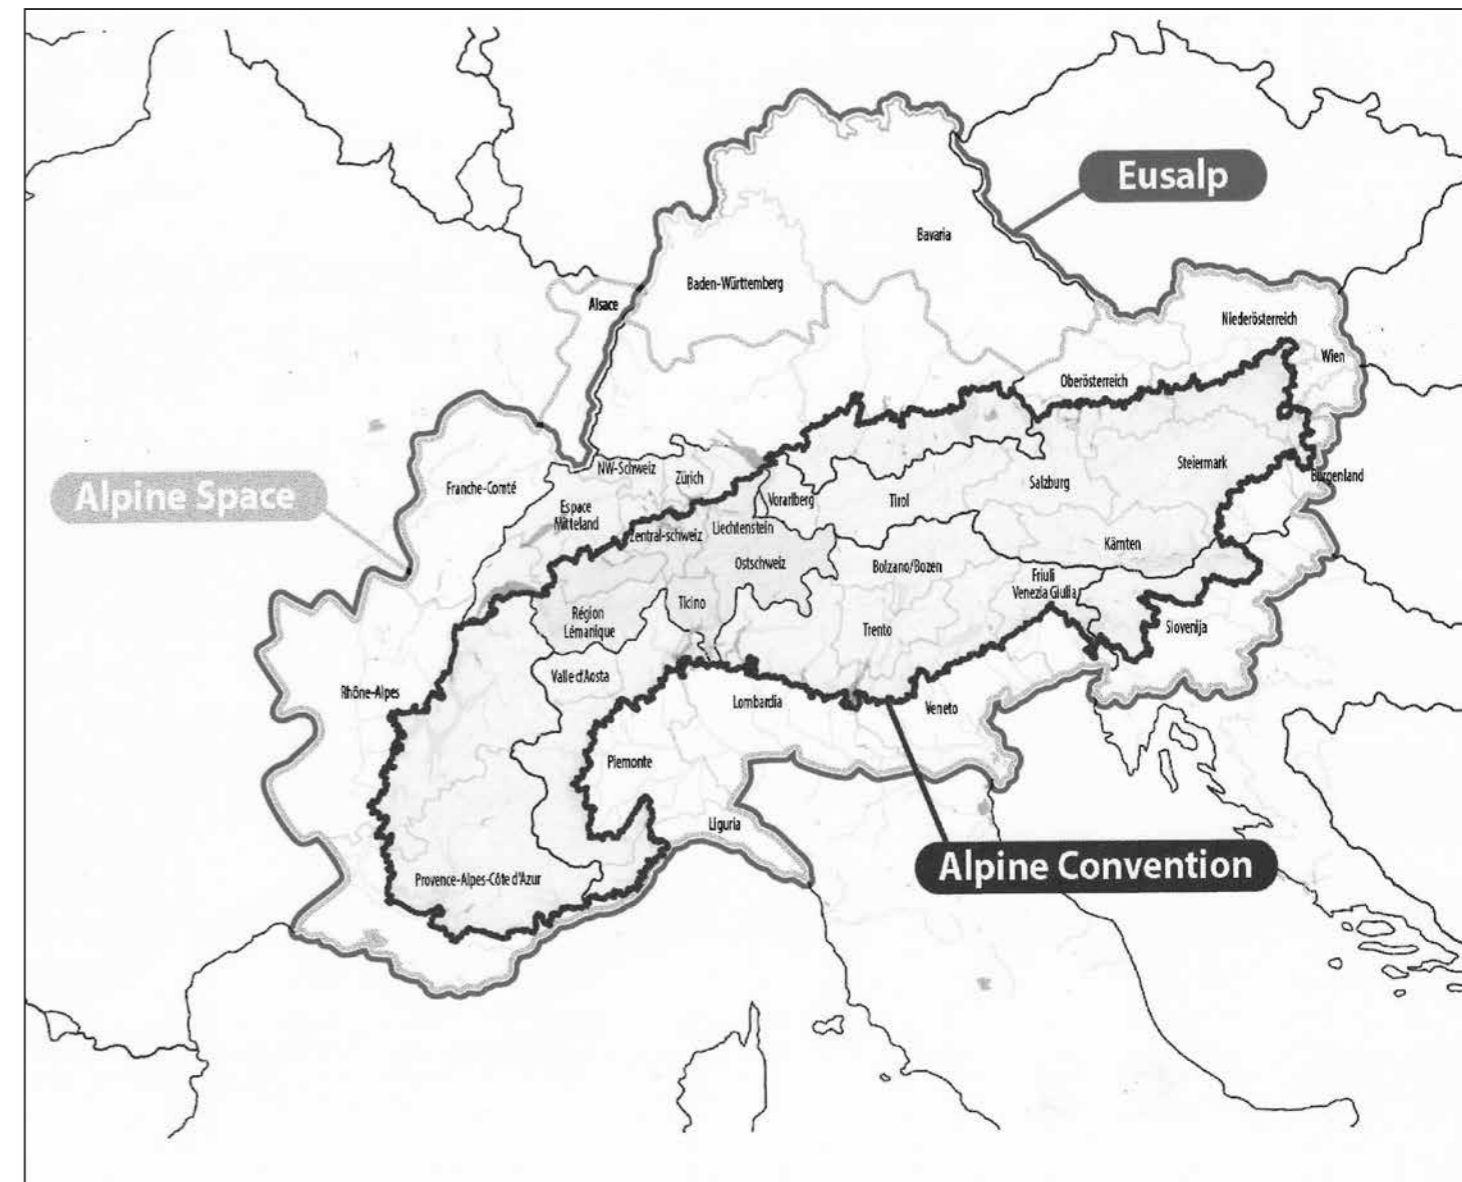 Eusalp
Bavaria
Baden-Württemberg
Alsace
Niederösterreich
Wien
Oberösterreich
Alpine Space
Franche-Comté
NW-Schweiz
Zürich
Steiermark
Burgenland
Espace
Mitteland
Vorarlberg
Tirol
Salzburg
Zentral-schweiz
Liechtenstein
Kärnten
Ostschweiz
Bolzano/Bozen
Friuli
Venezia Giulia
Région
Lémanique
Ticino
Trento
Slovenija
Valle d'Aosta
Rhône-Alpes
Lombardia
Veneto
Piemonte
Liguria
Alpine Convention
Provence-Alpes-Côte d'Azur